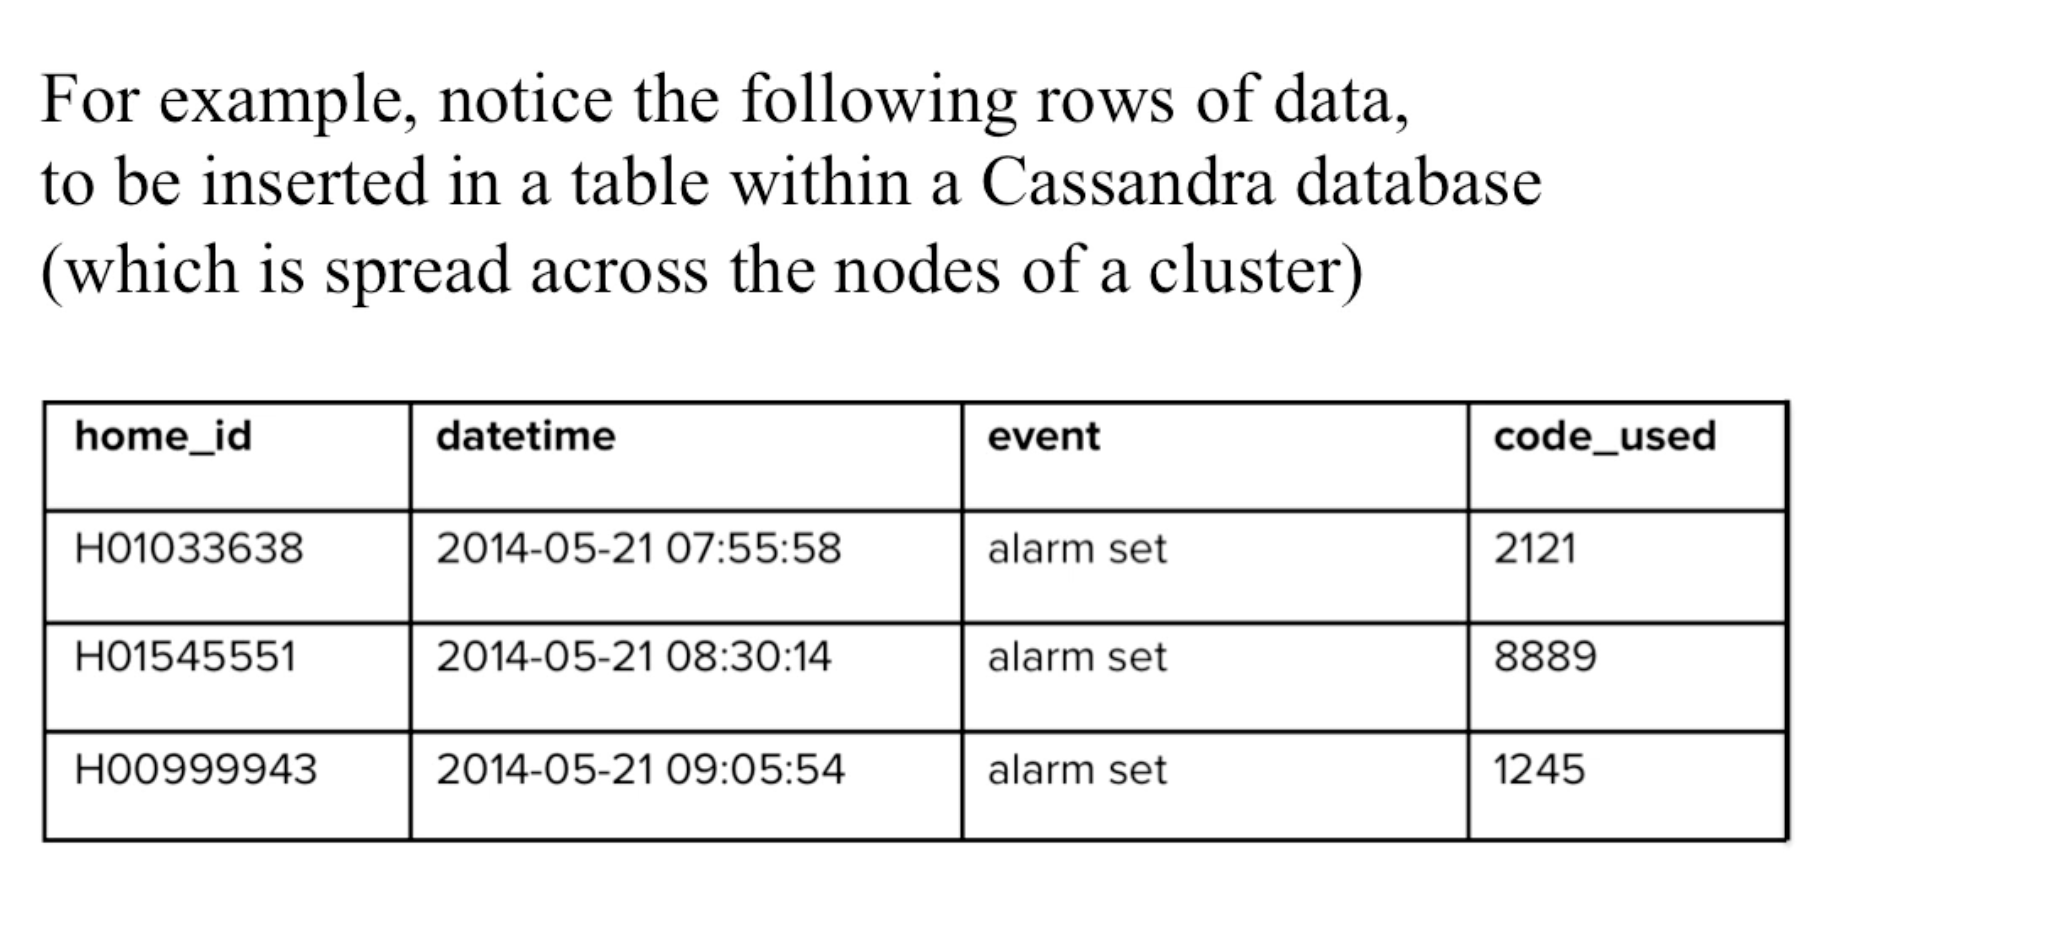 For example, notice the following rows of data,
to be inserted in a table within a Cassandra database
(which is spread across the nodes of a cluster)
home_id datetime event code_used
H01033638 2014-05-21 07:55:58 alarm set 2121
H01545551 2014-05-21 08:30:14 alarm set 8889
H00999943 2014-05-21 09:05:54 alarm set 1245